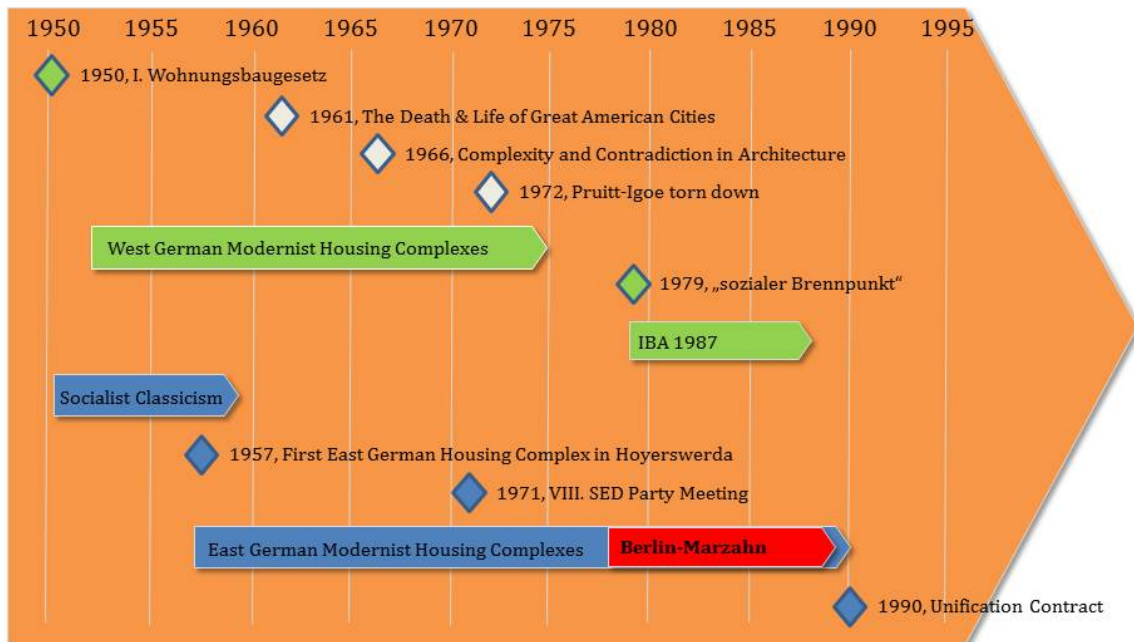 1950 1955 1960 1965 1970 1975 1980 1985 1990 1995
1950, I. Wohnungsbaugesetz
1961, The Death & Life of Great American Cities
1966, Complexity and Contradiction in Architecture
1972, Pruitt-Igoe torn down
West German Modernist Housing Complexes
1979, „sozialer Brennpunkt“
IBA 1987
Socialist Classicism
1957, First East German Housing Complex in Hoyerswerda
1971, VIII. SED Party Meeting
East German Modernist Housing Complexes Berlin-Marzahn
1990, Unification Contract